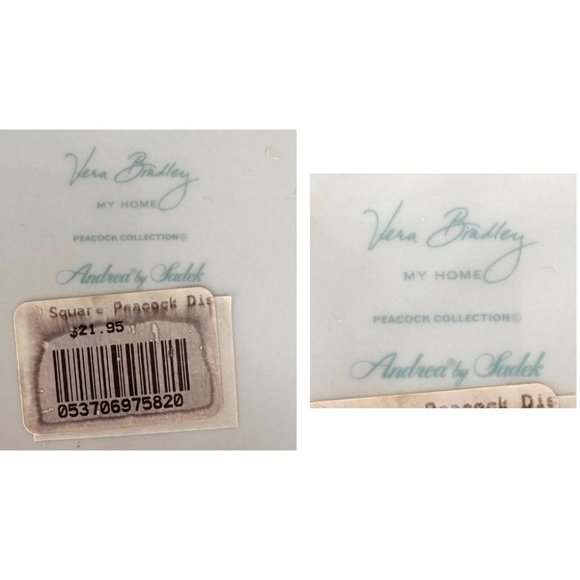 Vera Bradley
MY HOME
PEACOCK COLLECTION©
Andrea® by Sadek
Square Peacock Dis
$21.95
053706975820
Vera Bradley
MY HOME
PEACOCK COLLECTION©
Andrea® by Sadek
Peacock Dis